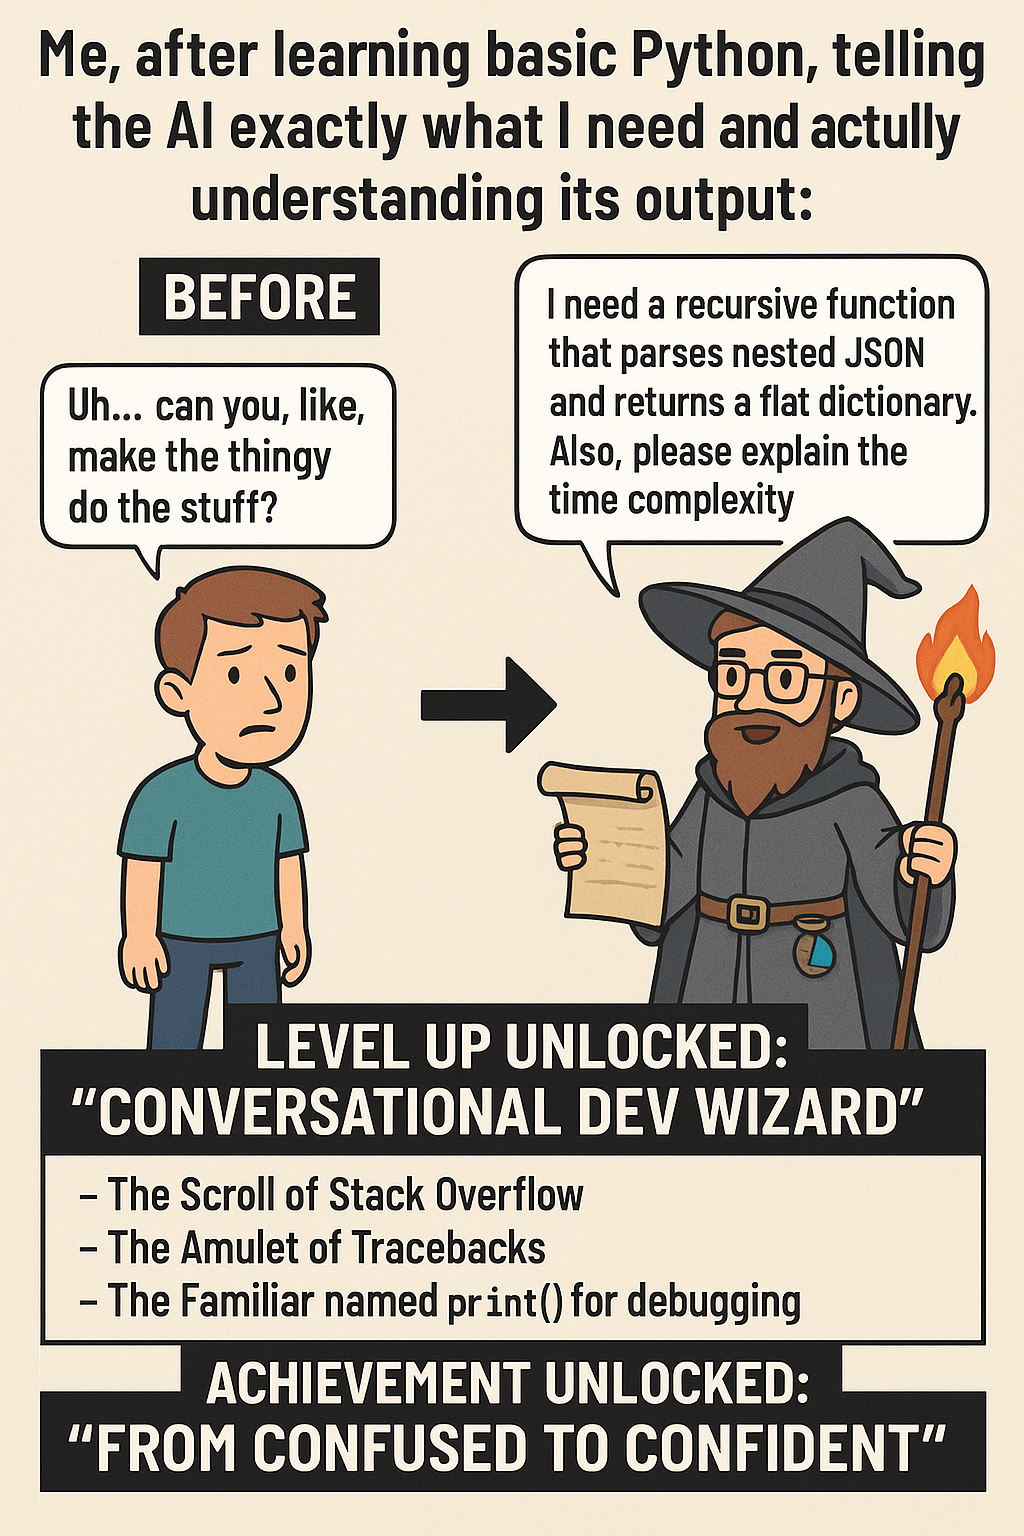 Me, after learning basic Python, telling
the AI exactly what I need and actully
understanding its output:
BEFORE
Uh... can you, like,
make the thingy
do the stuff?
I need a recursive function
that parses nested JSON
and returns a flat dictionary.
Also, please explain the
time complexity
LEVEL UP UNLOCKED:
“CONVERSATIONAL DEV WIZARD”
– The Scroll of Stack Overflow
– The Amulet of Tracebacks
– The Familiar named print() for debugging
ACHIEVEMENT UNLOCKED:
“FROM CONFUSED TO CONFIDENT”